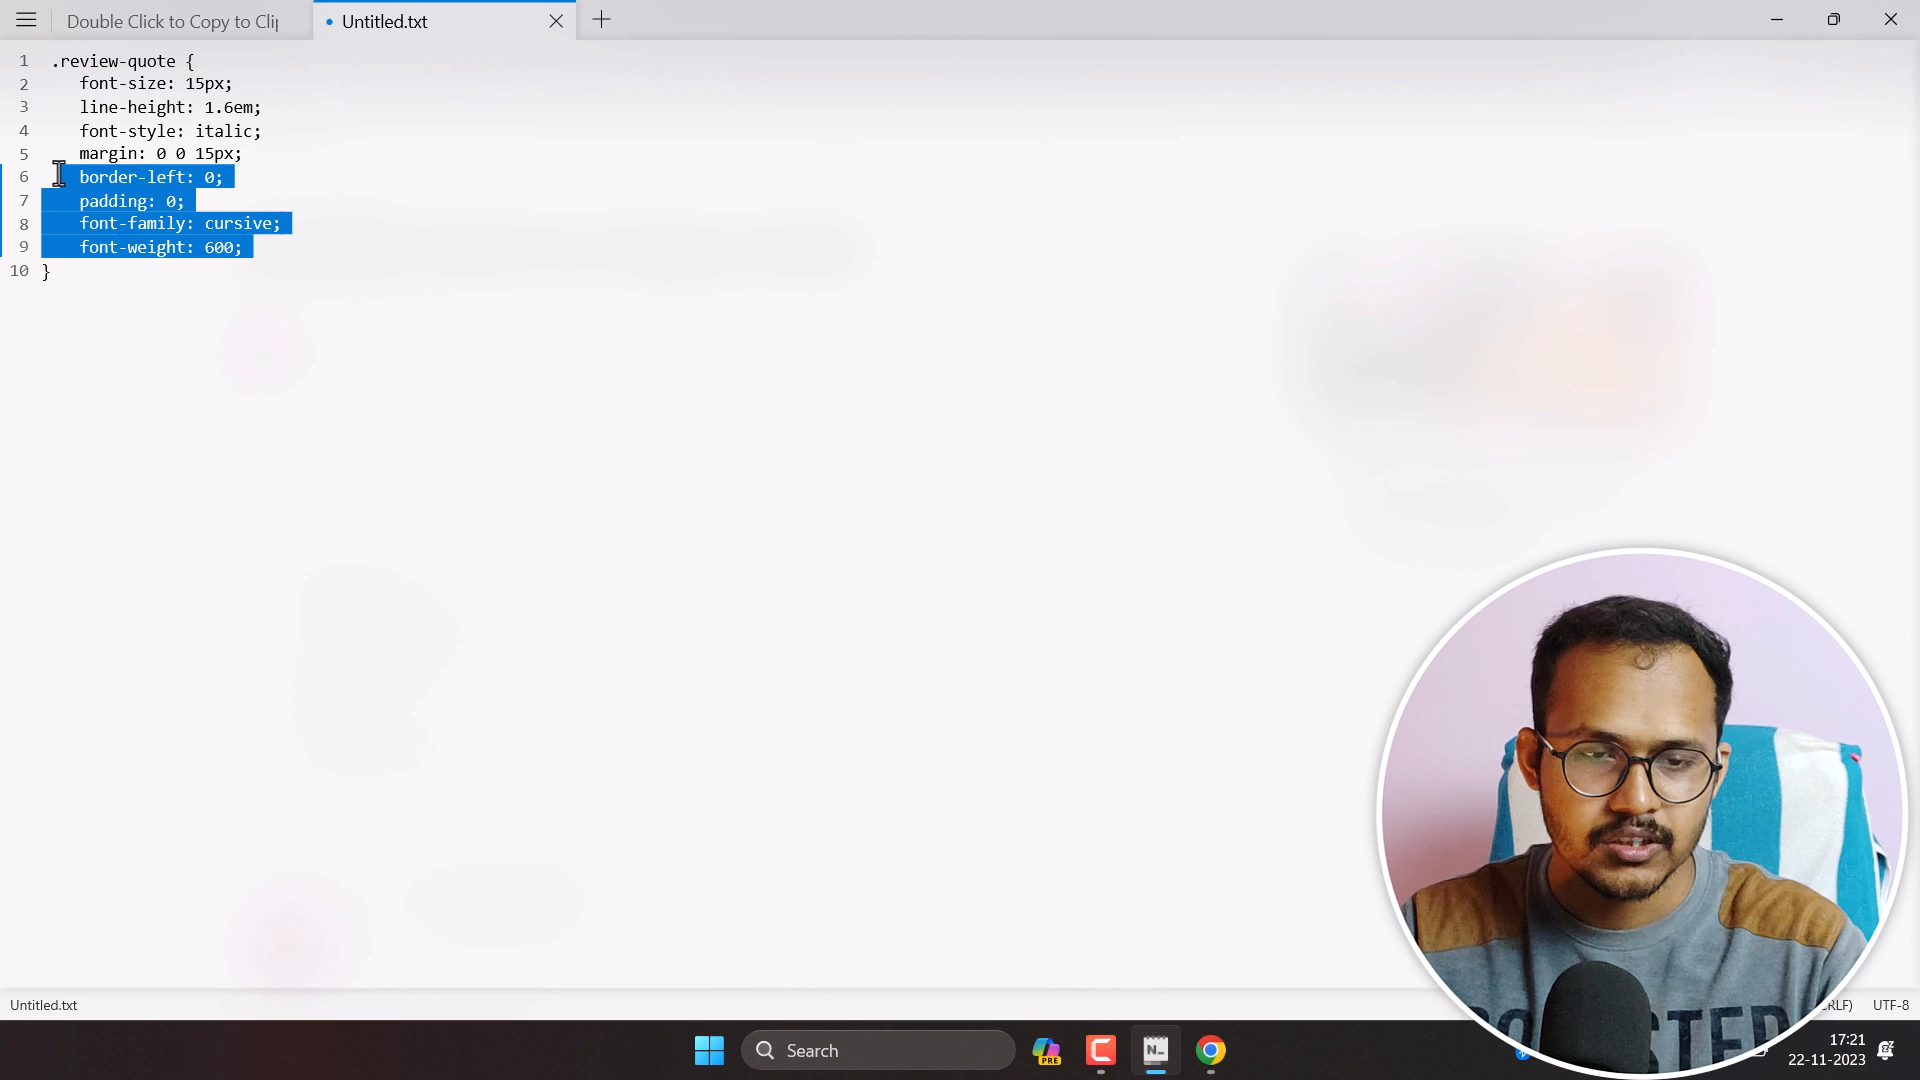 Double Click to Copy to Cli
Untitled.txt
1 .review-quote {
2 font-size: 15px;
3 line-height: 1.6em;
4 font-style: italic;
5 margin: 0 0 15px;
6 border-left: 0;
7 padding: 0;
8 font-family: cursive;
9 font-weight: 600;
10 }
Untitled.txt
RLF) UTF-8
Search
PRE
N
17:21
22-11-2023